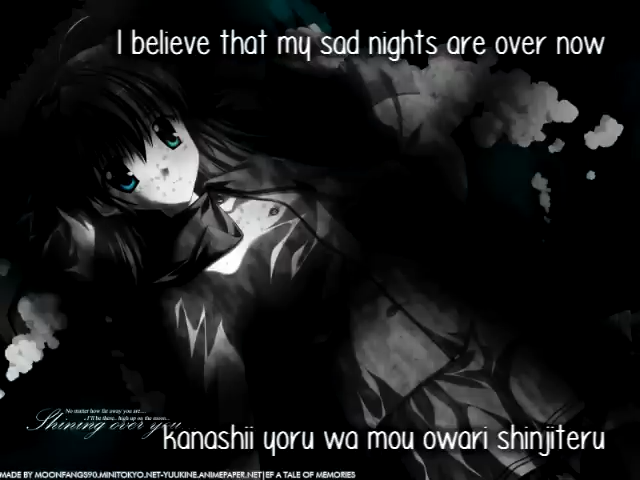 I believe that my sad nights are over now
No matter how far away you are...
I'll be there.. high up on the moon...
Shining over you
kanashii yoru wa mou owari shinjiteru
MADE BY MOONFANGS90.MINITOKYO.NET-YUUKINE.ANIMEPAPER.NET|EF A TALE OF MEMORIES